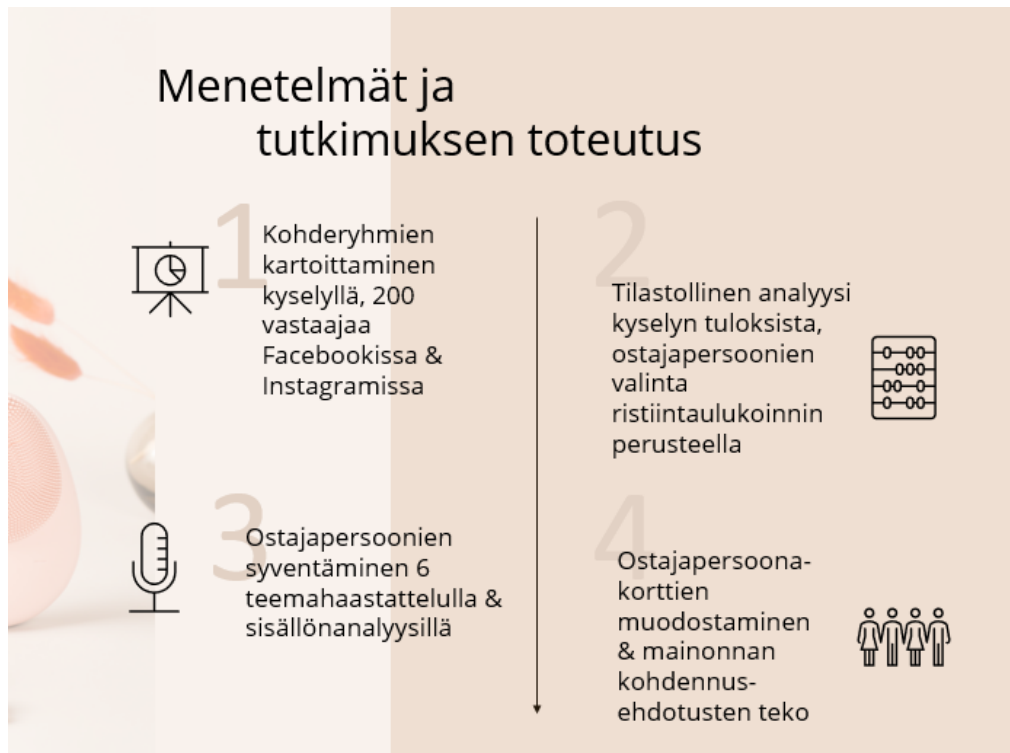 Menetelmät ja
tutkimuksen toteutus
1
Kohderyhmien
kartoittaminen
kyselyllä, 200
vastaajaa
Facebookissa &
Instagramissa
2
Tilastollinen analyysi
kyselyn tuloksista,
ostajapersoonien
valinta
ristiintaulukoinnin
perusteella
3
Ostajapersoonien
syventäminen 6
teemahaastattelulla &
sisällönanalyysillä
4
Ostajapersoona-
korttien
muodostaminen
& mainonnan
kohdennus-
ehdotusten teko